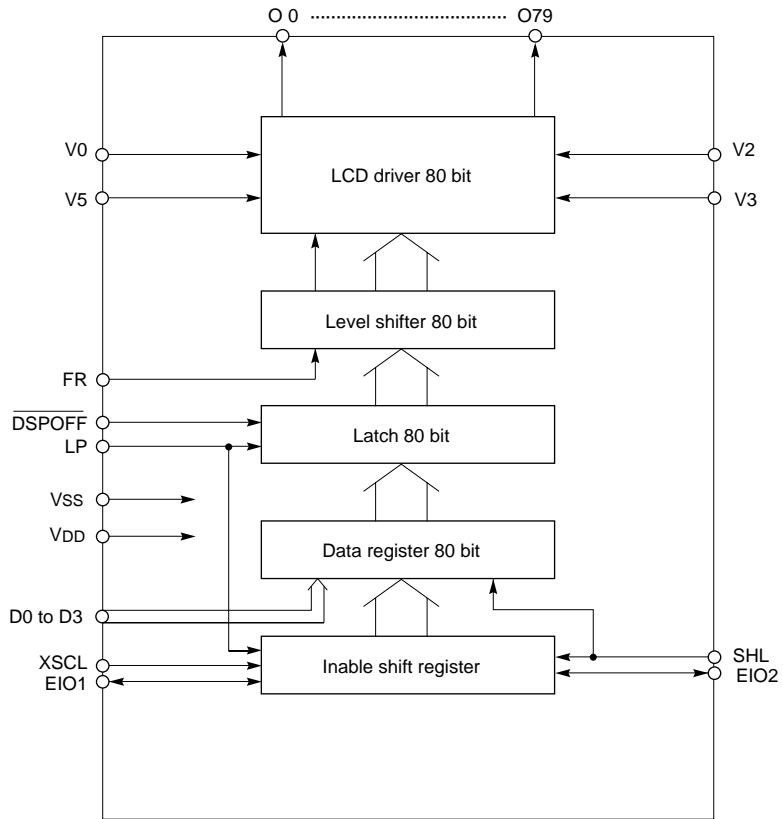 O 0 ........................ O79
V0
LCD driver 80 bit
V2
V5
V3
Level shifter 80 bit
FR
DSPOFF
Latch 80 bit
LP
VSS
VDD
Data register 80 bit
D0 to D3
XSCL
Inable shift register
SHL
EIO1
EIO2